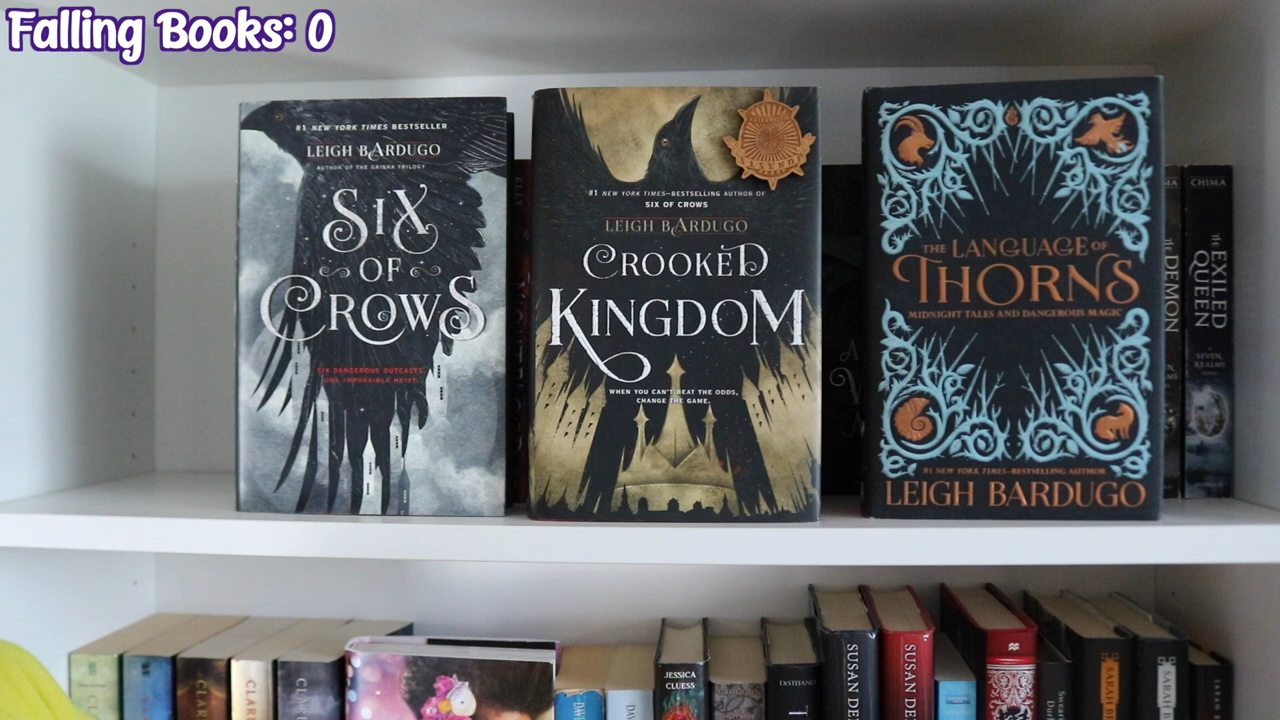 Falling Books: 0
#1 NEW YORK TIMES BESTSELLER
LEIGH BARDUGO
AUTHOR OF THE GRISHA TRILOGY
SIX
OF
CROWS
SIX DANGEROUS OUTCASTS.
ONE IMPOSSIBLE HEIST.
#1 NEW YORK TIMES–BESTSELLING AUTHOR OF
SIX OF CROWS
LEIGH BARDUGO
CROOKED
KINGDOM
WHEN YOU CAN'T BEAT THE ODDS,
CHANGE THE GAME.
THE LANGUAGE OF
THORNS
MIDNIGHT TALES AND DANGEROUS MAGIC
#1 NEW YORK TIMES–BESTSELLING AUTHOR
LEIGH BARDUGO
DEMON
CHIMA
The EXILED
QUEEN
A
SEVEN
REALMS
NOVEL
JESSICA
CLUESS
DiSTEFANO
SUSAN DE
SUSAN DE
SARAH